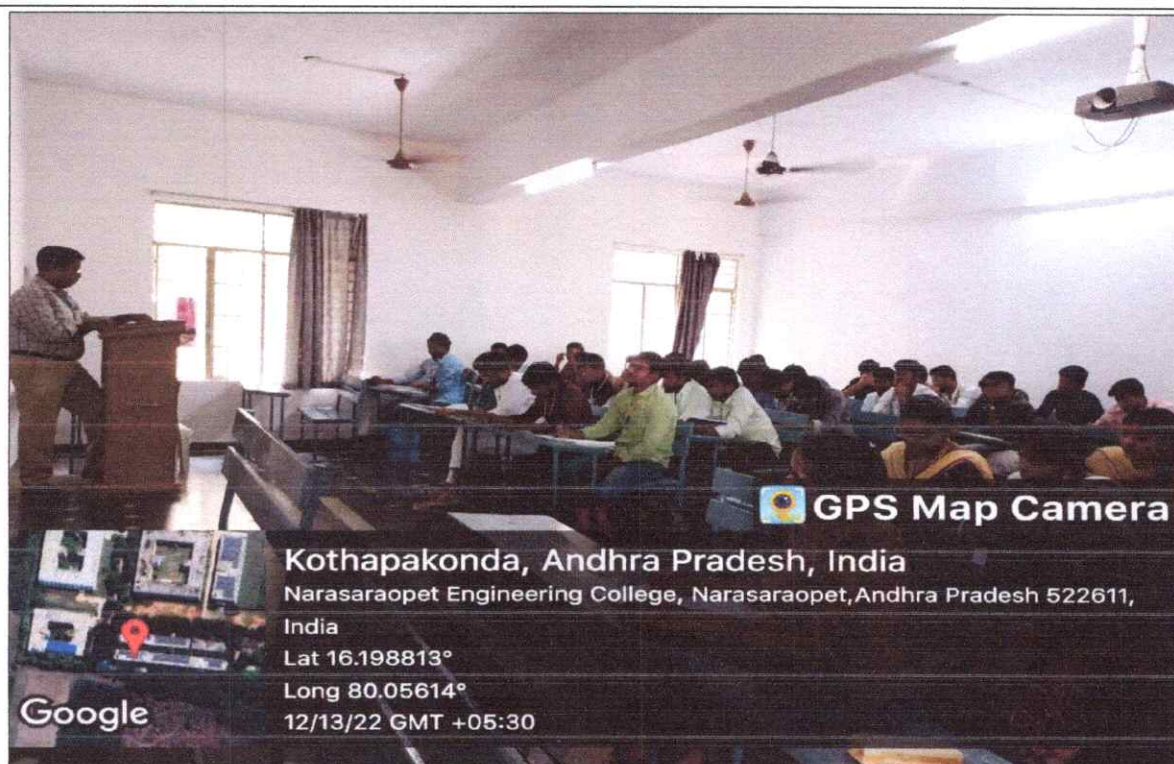 GPS Map Camera
Kothapakonda, Andhra Pradesh, India
Narasaraopet Engineering College, Narasaraopet,Andhra Pradesh 522611,
India
Lat 16.198813°
Long 80.05614°
12/13/22 GMT +05:30
Google